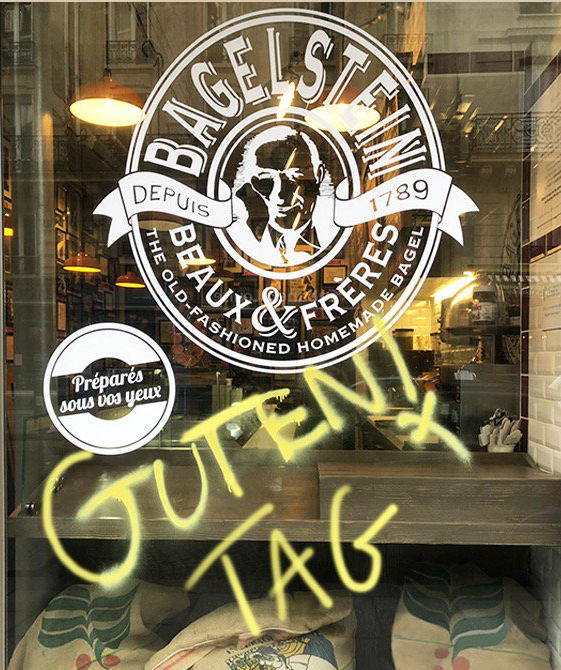 BAGELSTEIN
DEPUIS 1789
BEAUX & FRÈRES
THE OLD-FASHIONED HOMEMADE BAGEL
Préparés
sous vos yeux
GUTEN!
x
TAG